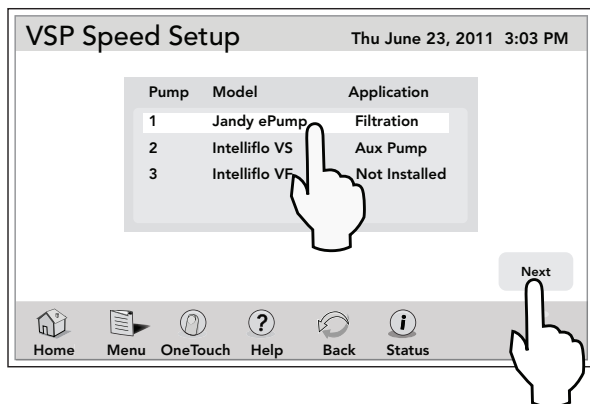 VSP Speed Setup Thu June 23, 2011 3:03 PM
Pump Model Application
1 Jandy ePump Filtration
2 Intelliflo VS Aux Pump
3 Intelliflo VF Not Installed
Next
? i
Home Menu OneTouch Help Back Status